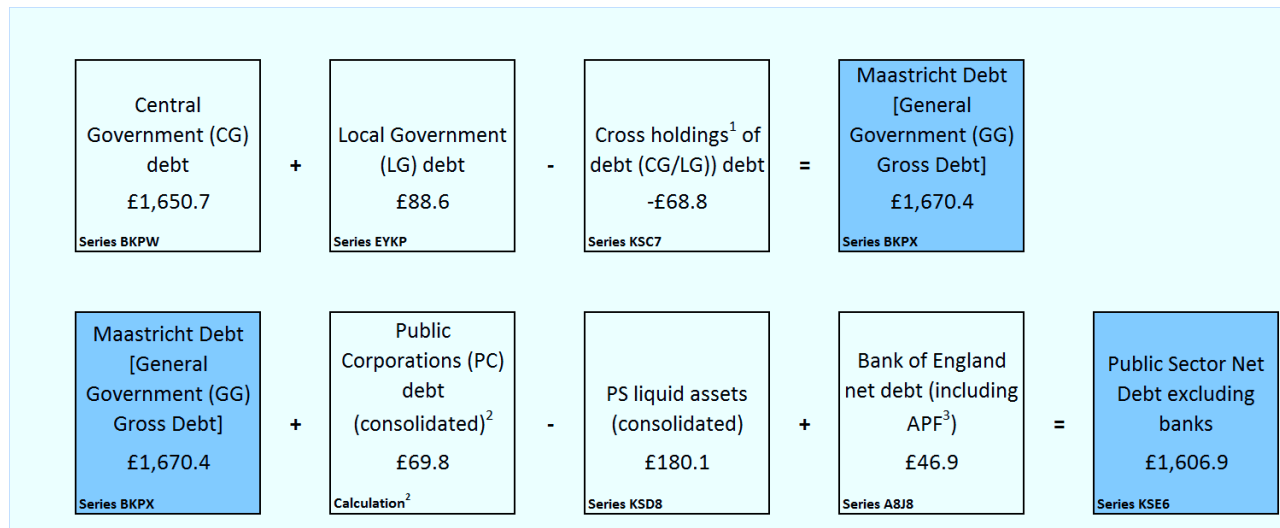 Central
Government (CG)
debt
£1,650.7
Series BKPW
+
Local Government
(LG) debt
£88.6
Series EYKP
-
Cross holdings¹ of
debt (CG/LG)) debt
-£68.8
Series KSC7
=
Maastricht Debt
[General
Government (GG)
Gross Debt]
£1,670.4
Series BKPX
Maastricht Debt
[General
Government (GG)
Gross Debt]
£1,670.4
Series BKPX
+
Public
Corporations (PC)
debt
(consolidated)²
£69.8
Calculation²
-
PS liquid assets
(consolidated)
£180.1
Series KSD8
+
Bank of England
net debt (including
APF³)
£46.9
Series A8J8
=
Public Sector Net
Debt excluding
banks
£1,606.9
Series KSE6